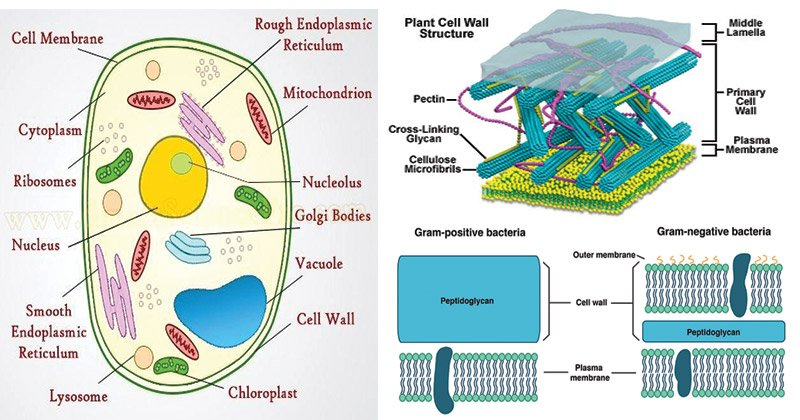 Cell Membrane
Rough Endoplasmic
Reticulum
Mitochondrion
Cytoplasm
Ribosomes
Nucleolus
Golgi Bodies
Nucleus
Vacuole
Smooth
Endoplasmic
Reticulum
Cell Wall
Lysosome
Chloroplast
Plant Cell Wall
Structure
Middle
Lamella
Pectin
Primary
Cell
Wall
Cross-Linking
Glycan
Plasma
Membrane
Cellulose
Microfibrils
Gram-positive bacteria
Gram-negative bacteria
Outer membrane
Peptidoglycan
Cell wall
Peptidoglycan
Plasma
membrane